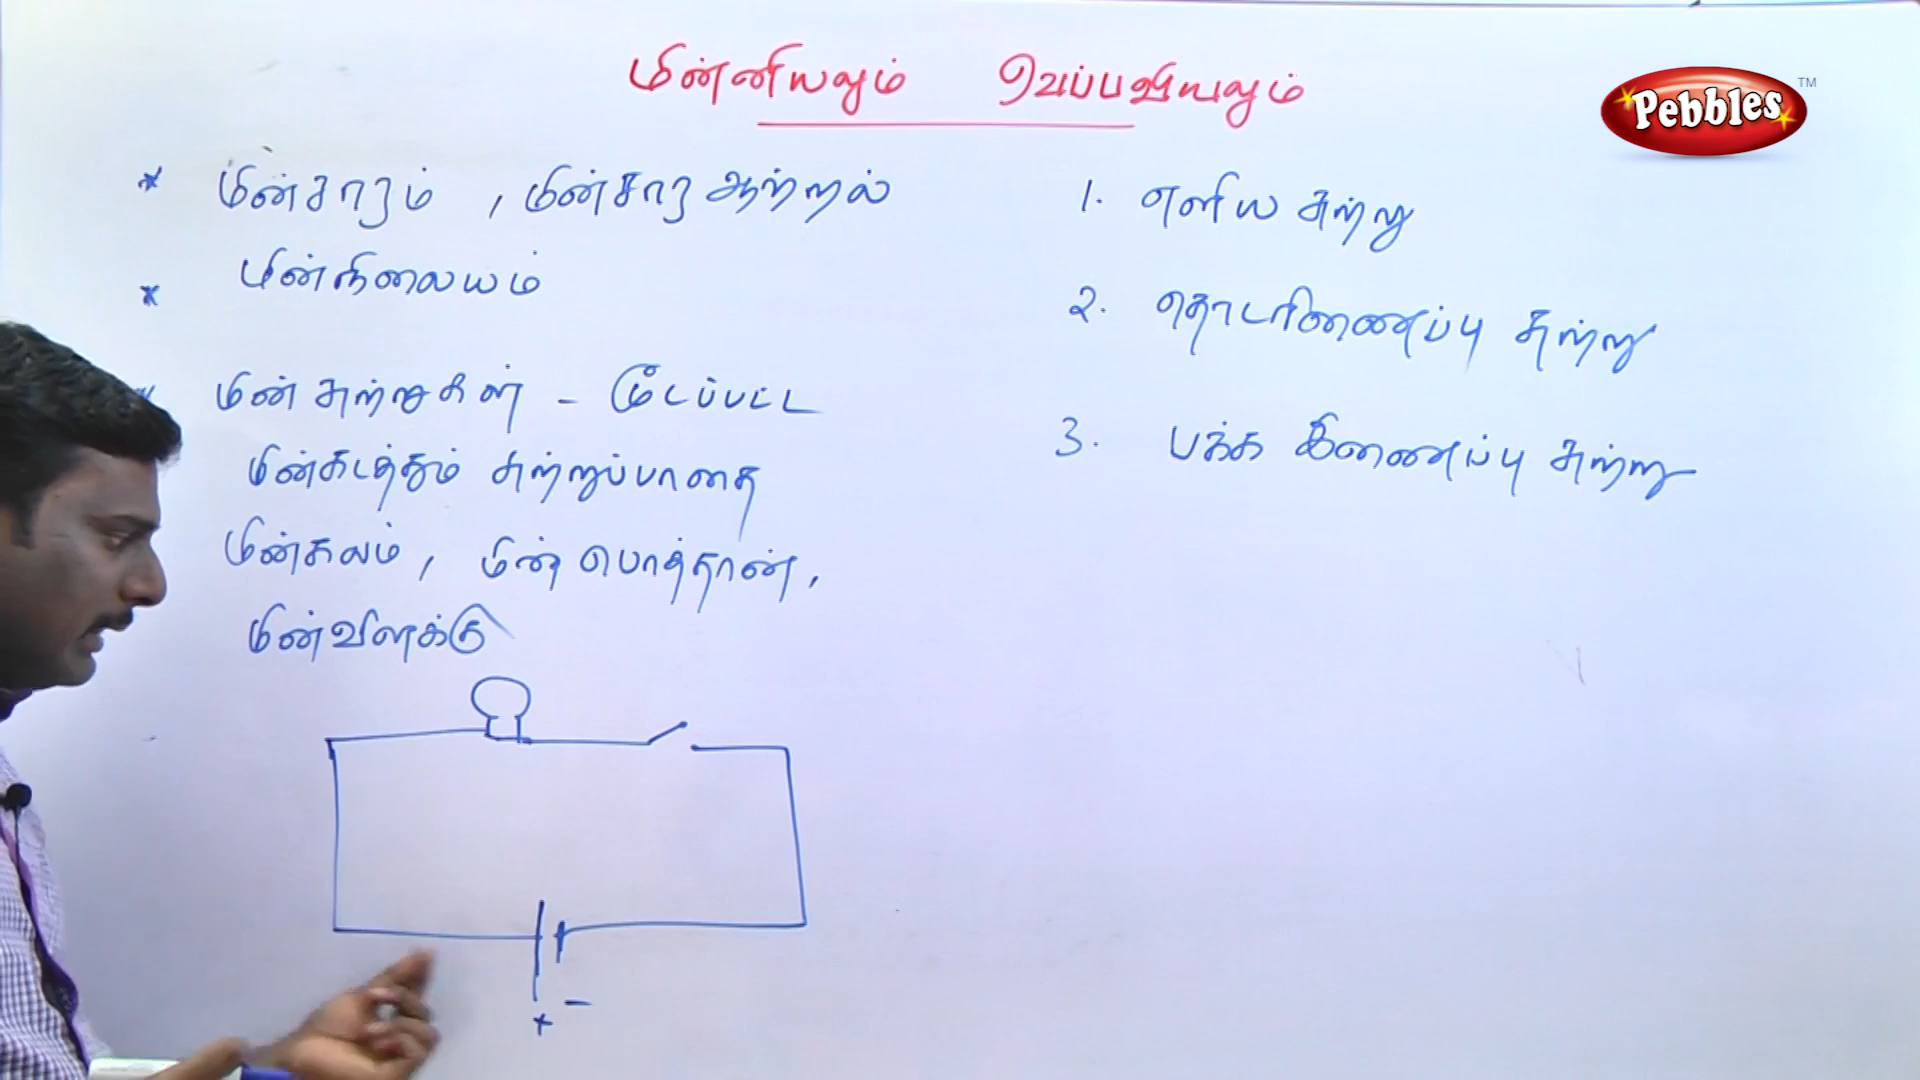 மின்னியலும் வெப்பவியலும்
Pebbles TM
* மின்சாரம் , மின்சார ஆற்றல்
* மின்நிலையம்
மின் சுற்றுகள் - மூடப்பட்ட
மின்கடத்தும் சுற்றுப்பாதை
மின்கலம் , மின் பொத்தான் ,
மின்விளக்கு
+ -
1. எளிய சுற்று
2. தொடரிணைப்பு சுற்று
3. பக்க இணைப்பு சுற்று